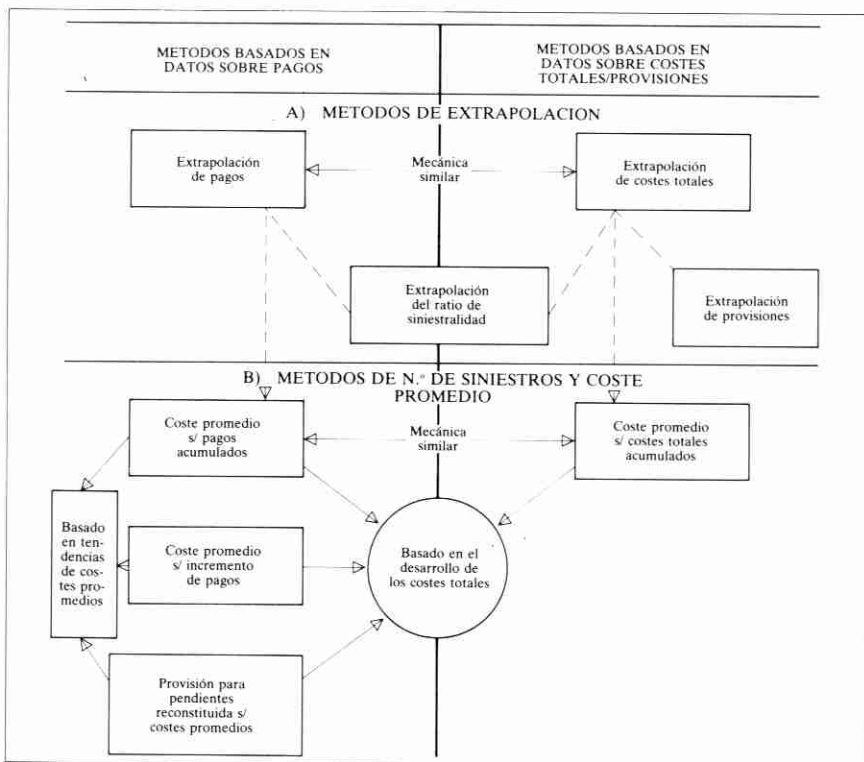 METODOS BASADOS EN
DATOS SOBRE PAGOS
METODOS BASADOS EN
DATOS SOBRE COSTES
TOTALES/PROVISIONES
A) METODOS DE EXTRAPOLACION
Extrapolación
de pagos
Mecánica
similar
Extrapolación
de costes totales
Extrapolación
del ratio de
siniestralidad
Extrapolación
de provisiones
B) METODOS DE N.º DE SINIESTROS Y COSTE
PROMEDIO
Coste promedio
s/ pagos
acumulados
Mecánica
similar
Coste promedio
s/ costes totales
acumulados
Basado
en ten-
dencias
de cos-
tes pro-
medios
Coste promedio
s/ incremento
de pagos
Basado en el
desarrollo de
los costes totales
Provisión para
pendientes
reconstituida s/
costes promedios